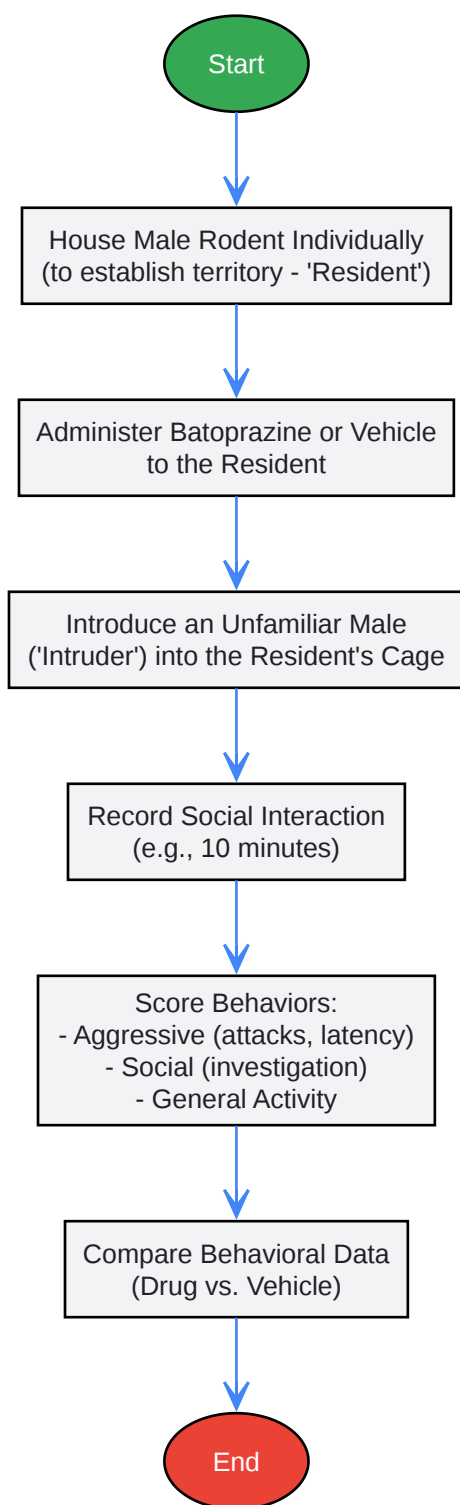 Start
House Male Rodent Individually
(to establish territory - 'Resident')
Administer Batoprazine or Vehicle
to the Resident
Introduce an Unfamiliar Male
('Intruder') into the Resident's Cage
Record Social Interaction
(e.g., 10 minutes)
Score Behaviors:
- Aggressive (attacks, latency)
- Social (investigation)
- General Activity
Compare Behavioral Data
(Drug vs. Vehicle)
End